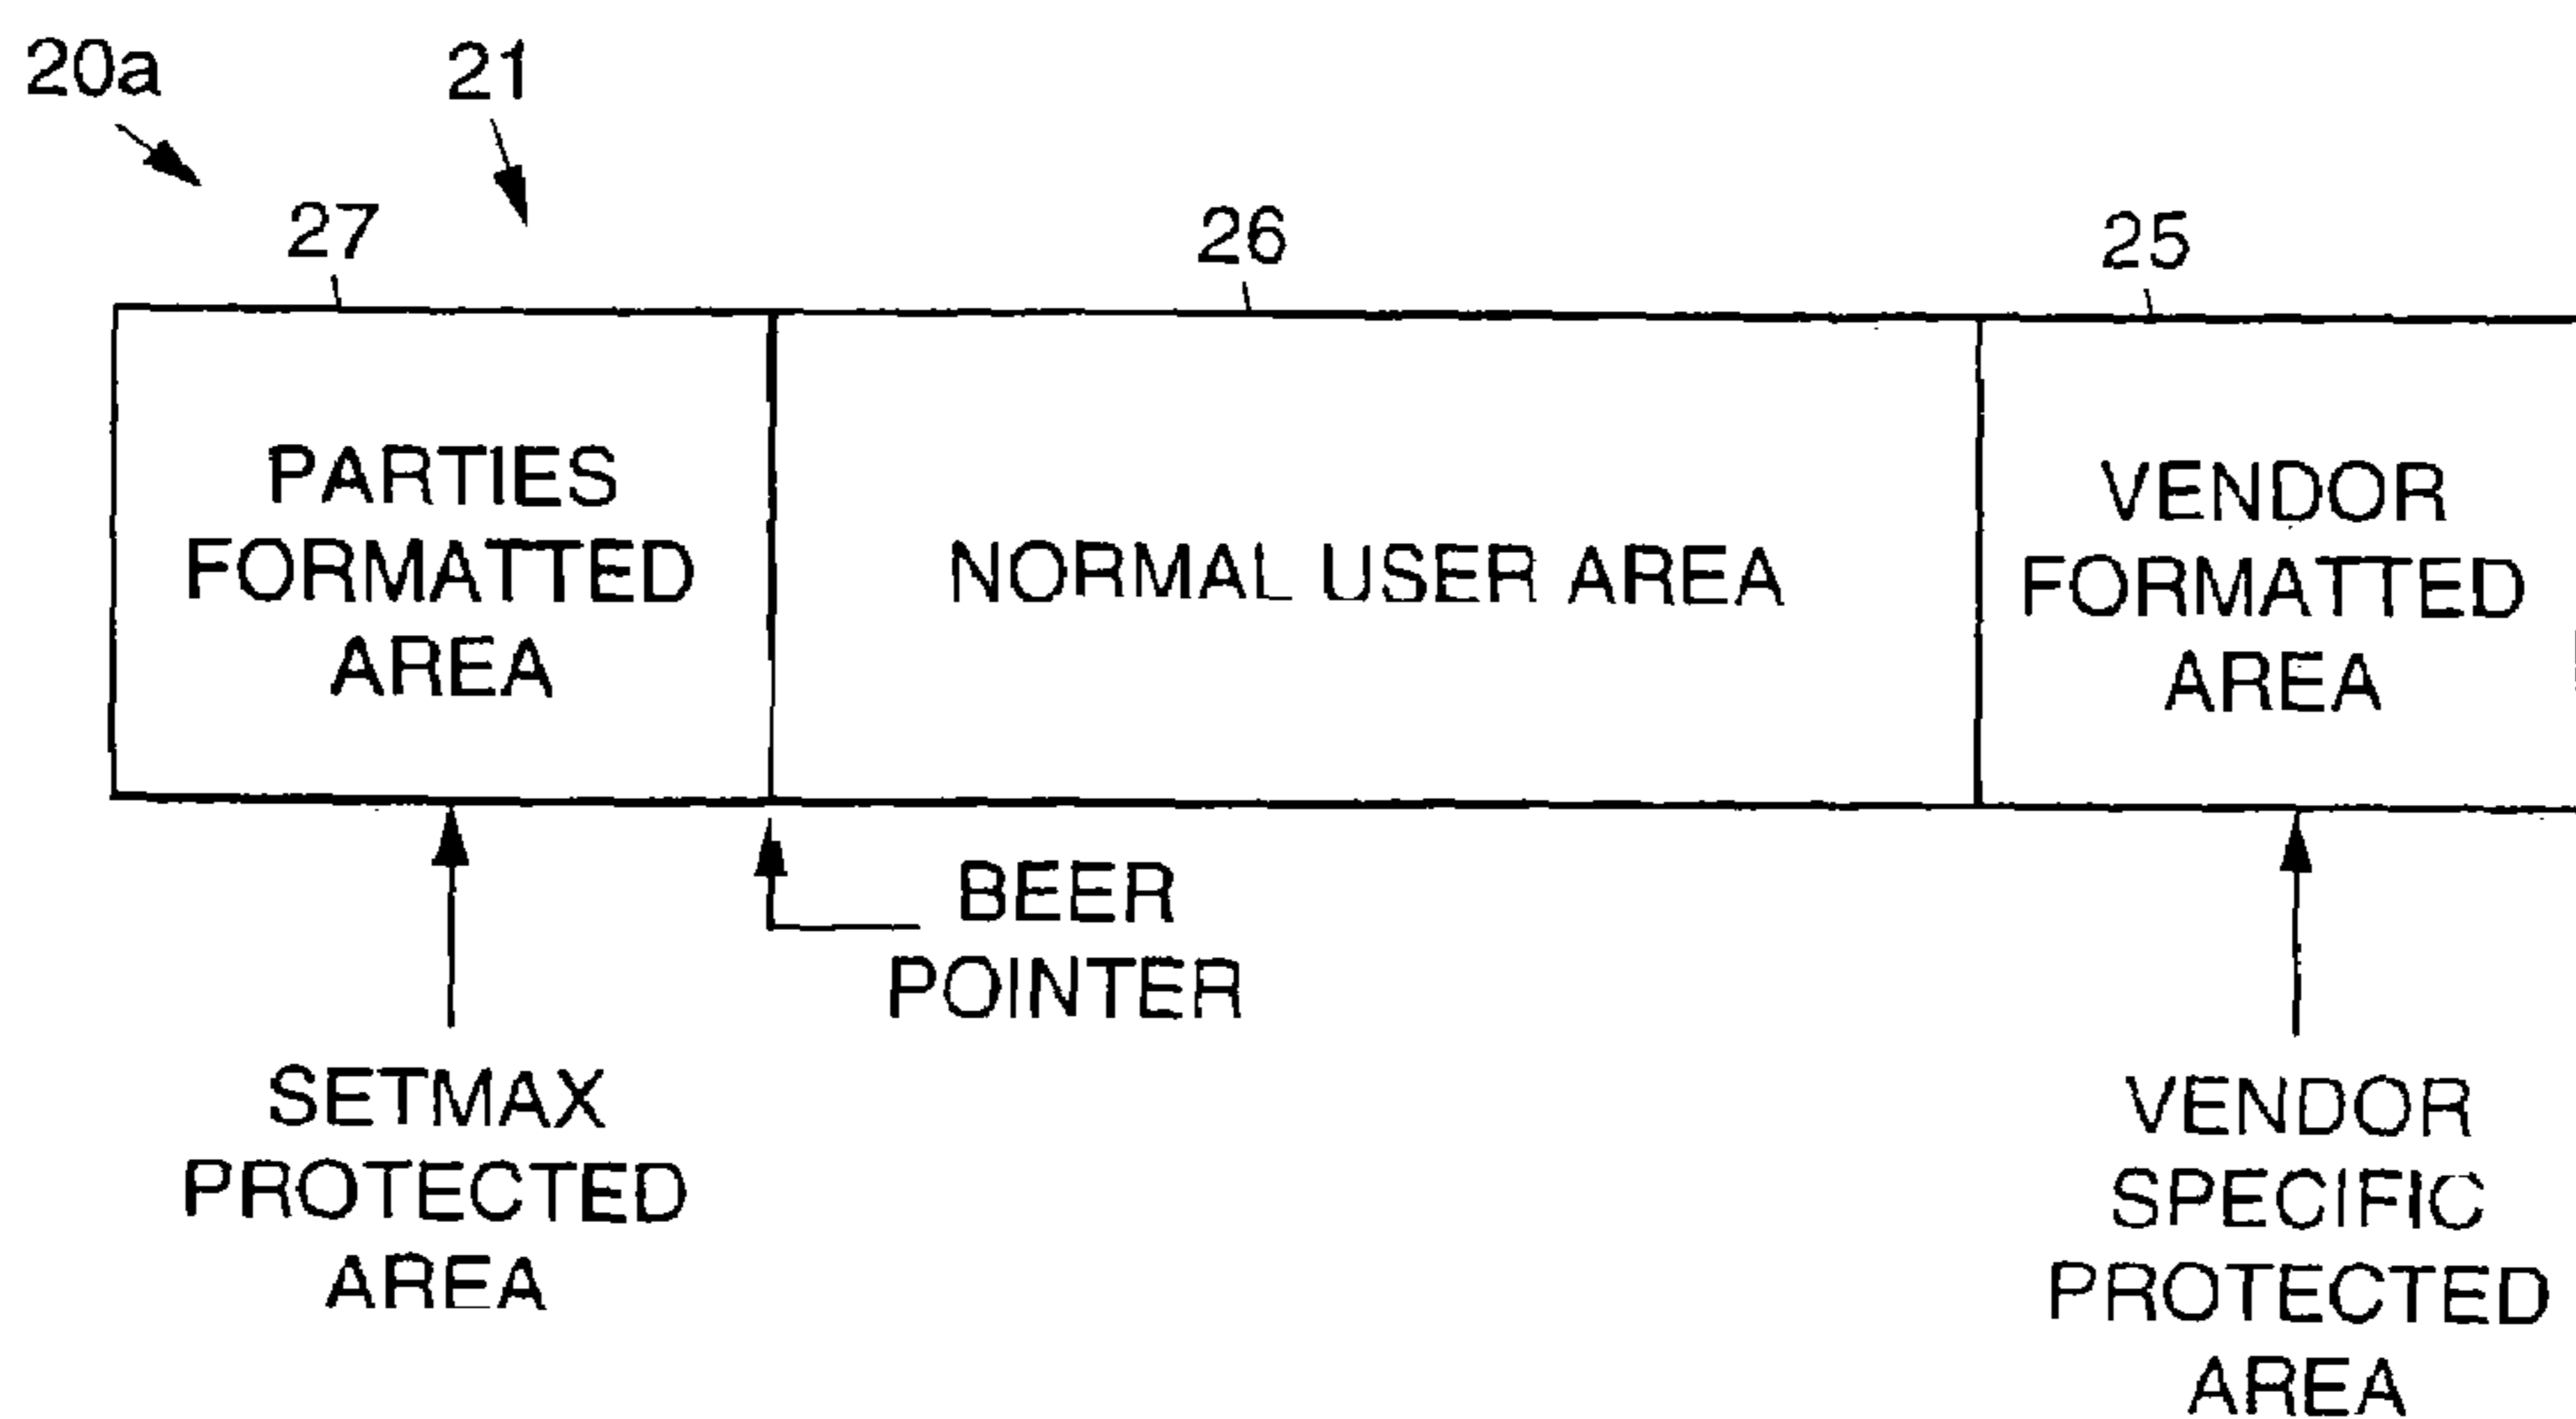 20a
21
27
26
25
PARTIES
FORMATTED
AREA
NORMAL USER AREA
VENDOR
FORMATTED
AREA
BEER
POINTER
SETMAX
PROTECTED
AREA
VENDOR
SPECIFIC
PROTECTED
AREA